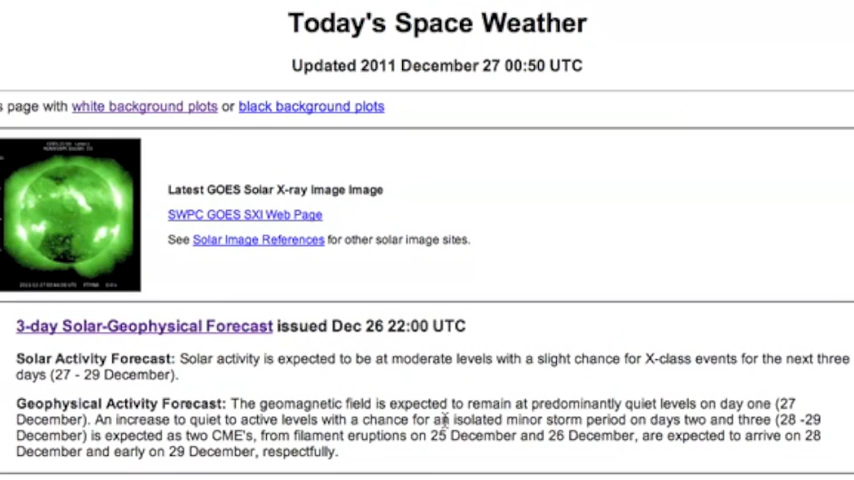 Today's Space Weather
Updated 2011 December 27 00:50 UTC
s page with white background plots or black background plots
Latest GOES Solar X-ray Image Image
SWPC GOES SXI Web Page
See Solar Image References for other solar image sites.
3-day Solar-Geophysical Forecast issued Dec 26 22:00 UTC
Solar Activity Forecast: Solar activity is expected to be at moderate levels with a slight chance for X-class events for the next three
days (27 - 29 December).
Geophysical Activity Forecast: The geomagnetic field is expected to remain at predominantly quiet levels on day one (27
December). An increase to quiet to active levels with a chance for an isolated minor storm period on days two and three (28 -29
December) is expected as two CME's, from filament eruptions on 25 December and 26 December, are expected to arrive on 28
December and early on 29 December, respectfully.